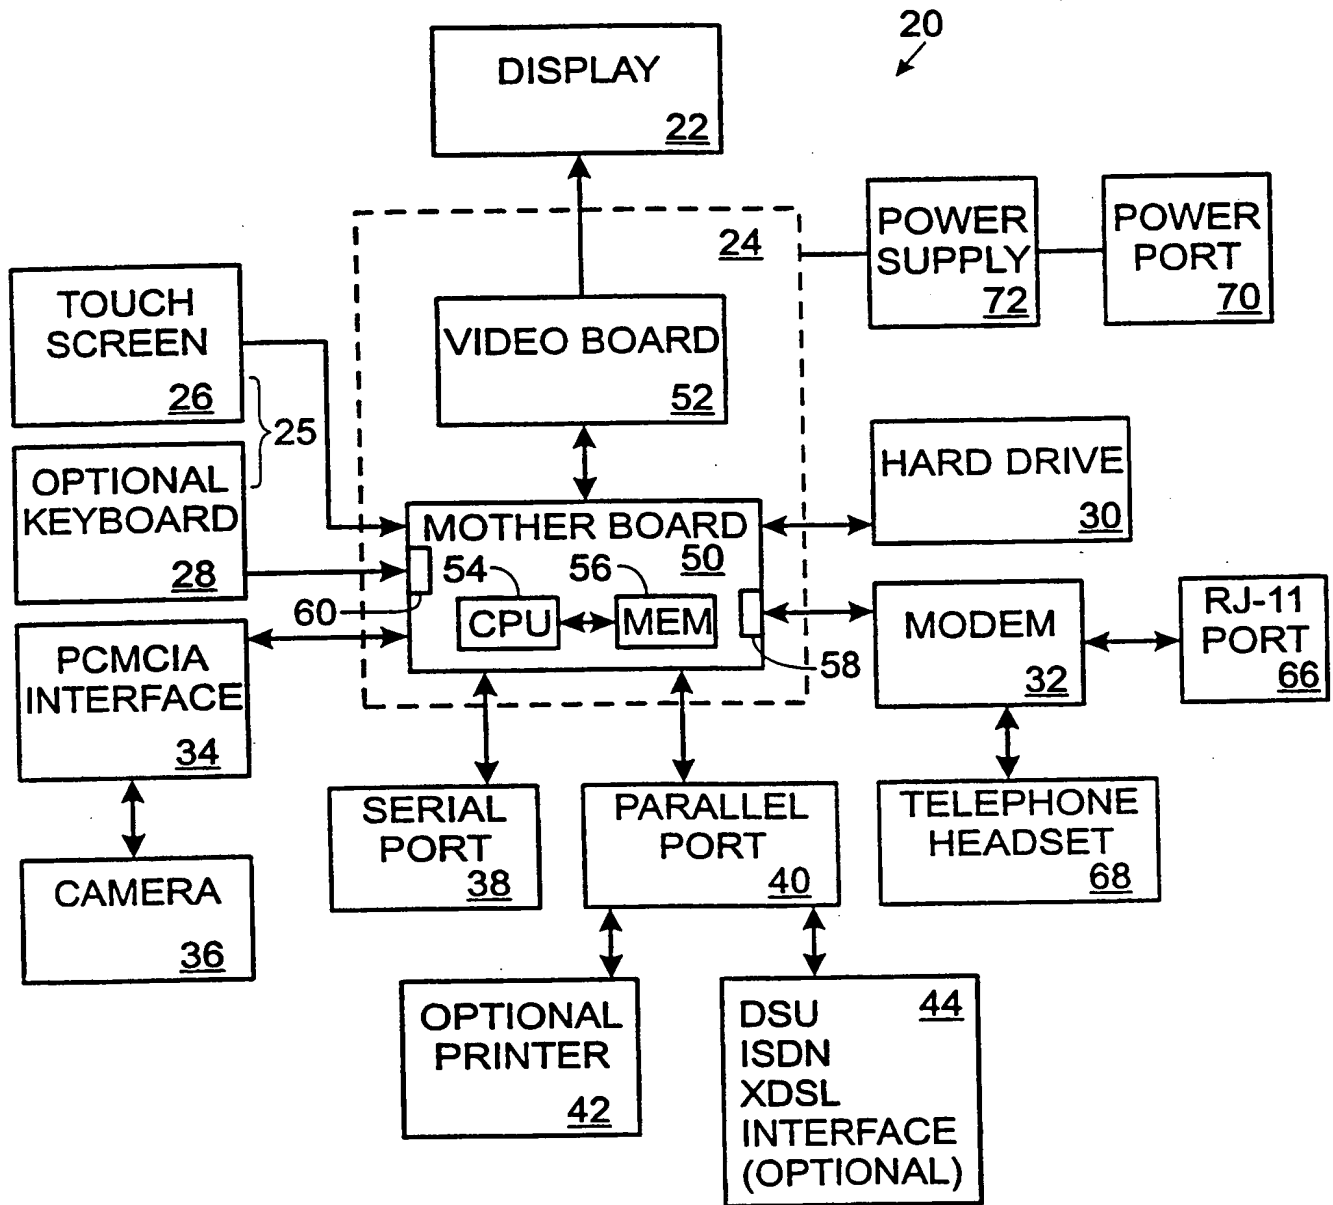 20
DISPLAY
22
24
POWER
SUPPLY
72
POWER
PORT
70
TOUCH
SCREEN
26
VIDEO BOARD
52
25
OPTIONAL
KEYBOARD
28
HARD DRIVE
30
MOTHER BOARD
50
54
56
60
CPU
MEM
58
MODEM
32
RJ-11
PORT
66
PCMCIA
INTERFACE
34
SERIAL
PORT
38
PARALLEL
PORT
40
TELEPHONE
HEADSET
68
CAMERA
36
OPTIONAL
PRINTER
42
44
DSU
ISDN
XDSL
INTERFACE
(OPTIONAL)